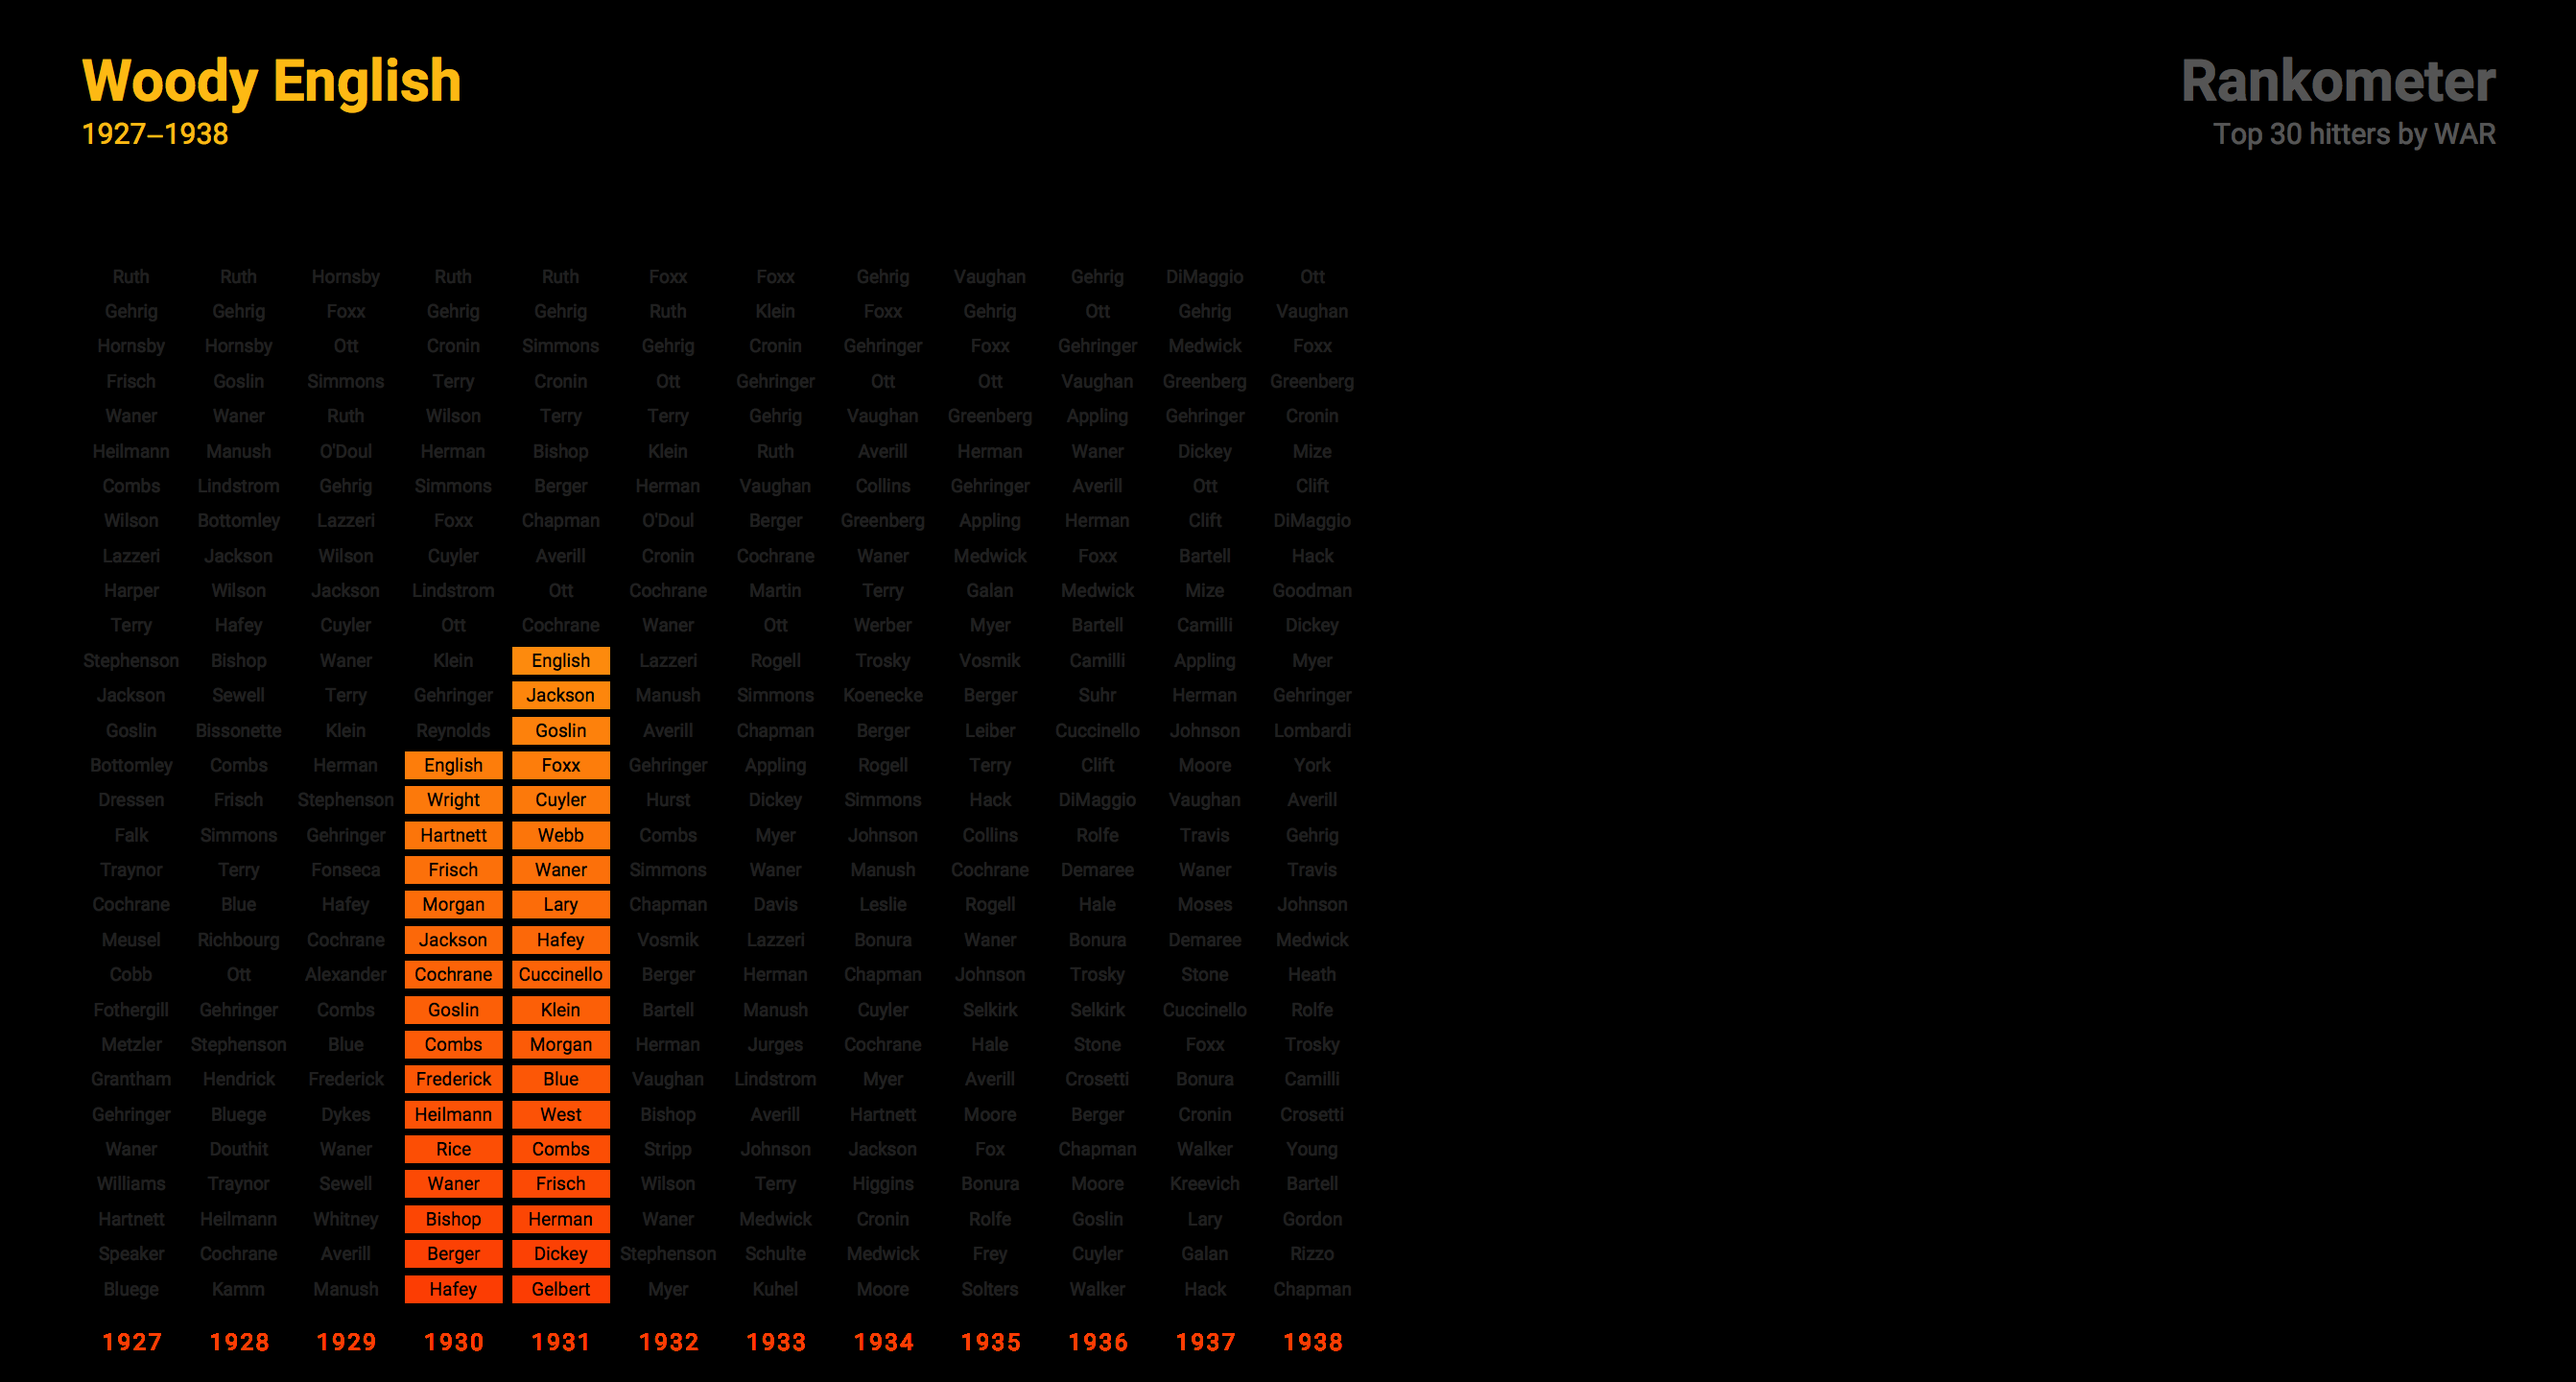 Woody English
1927–1938
Rankometer
Top 30 hitters by WAR
Ruth Ruth Hornsby Ruth Ruth Foxx Foxx Gehrig Vaughan Gehrig DiMaggio Ott
Gehrig Gehrig Foxx Gehrig Gehrig Ruth Klein Foxx Gehrig Ott Gehrig Vaughan
Hornsby Hornsby Ott Cronin Simmons Gehrig Cronin Gehringer Foxx Gehringer Medwick Foxx
Frisch Goslin Simmons Terry Cronin Ott Gehringer Ott Ott Vaughan Greenberg Greenberg
Waner Waner Ruth Wilson Terry Terry Gehrig Vaughan Greenberg Appling Gehringer Cronin
Heilmann Manush O'Doul Herman Bishop Klein Ruth Averill Herman Waner Dickey Mize
Combs Lindstrom Gehrig Simmons Berger Herman Vaughan Collins Gehringer Averill Ott Clift
Wilson Bottomley Lazzeri Foxx Chapman O'Doul Berger Greenberg Appling Herman Clift DiMaggio
Lazzeri Jackson Wilson Cuyler Averill Cronin Cochrane Waner Medwick Foxx Bartell Hack
Harper Wilson Jackson Lindstrom Ott Cochrane Martin Terry Galan Medwick Mize Goodman
Terry Hafey Cuyler Ott Cochrane Waner Ott Werber Myer Bartell Camilli Dickey
Stephenson Bishop Waner Klein English Lazzeri Rogell Trosky Vosmik Camilli Appling Myer
Jackson Sewell Terry Gehringer Jackson Manush Simmons Koenecke Berger Suhr Herman Gehringer
Goslin Bissonette Klein Reynolds Goslin Averill Chapman Berger Leiber Cuccinello Johnson Lombardi
Bottomley Combs Herman English Foxx Gehringer Appling Rogell Terry Clift Moore York
Dressen Frisch Stephenson Wright Cuyler Hurst Dickey Simmons Hack DiMaggio Vaughan Averill
Falk Simmons Gehringer Hartnett Webb Combs Myer Johnson Collins Rolfe Travis Gehrig
Traynor Terry Fonseca Frisch Waner Simmons Waner Manush Cochrane Demaree Waner Travis
Cochrane Blue Hafey Morgan Lary Chapman Davis Leslie Rogell Hale Moses Johnson
Meusel Richbourg Cochrane Jackson Hafey Vosmik Lazzeri Bonura Waner Bonura Demaree Medwick
Cobb Ott Alexander Cochrane Cuccinello Berger Herman Chapman Johnson Trosky Stone Heath
Fothergill Gehringer Combs Goslin Klein Bartell Manush Cuyler Selkirk Selkirk Cuccinello Rolfe
Metzler Stephenson Blue Combs Morgan Herman Jurges Cochrane Hale Stone Foxx Trosky
Grantham Hendrick Frederick Frederick Blue Vaughan Lindstrom Myer Averill Crosetti Bonura Camilli
Gehringer Bluege Dykes Heilmann West Bishop Averill Hartnett Moore Berger Cronin Crosetti
Waner Douthit Waner Rice Combs Stripp Johnson Jackson Fox Chapman Walker Young
Williams Traynor Sewell Waner Frisch Wilson Terry Higgins Bonura Moore Kreevich Bartell
Hartnett Heilmann Whitney Bishop Herman Waner Medwick Cronin Rolfe Goslin Lary Gordon
Speaker Cochrane Averill Berger Dickey Stephenson Schulte Medwick Frey Cuyler Galan Rizzo
Bluege Kamm Manush Hafey Gelbert Myer Kuhel Moore Solters Walker Hack Chapman
1927 1928 1929 1930 1931 1932 1933 1934 1935 1936 1937 1938